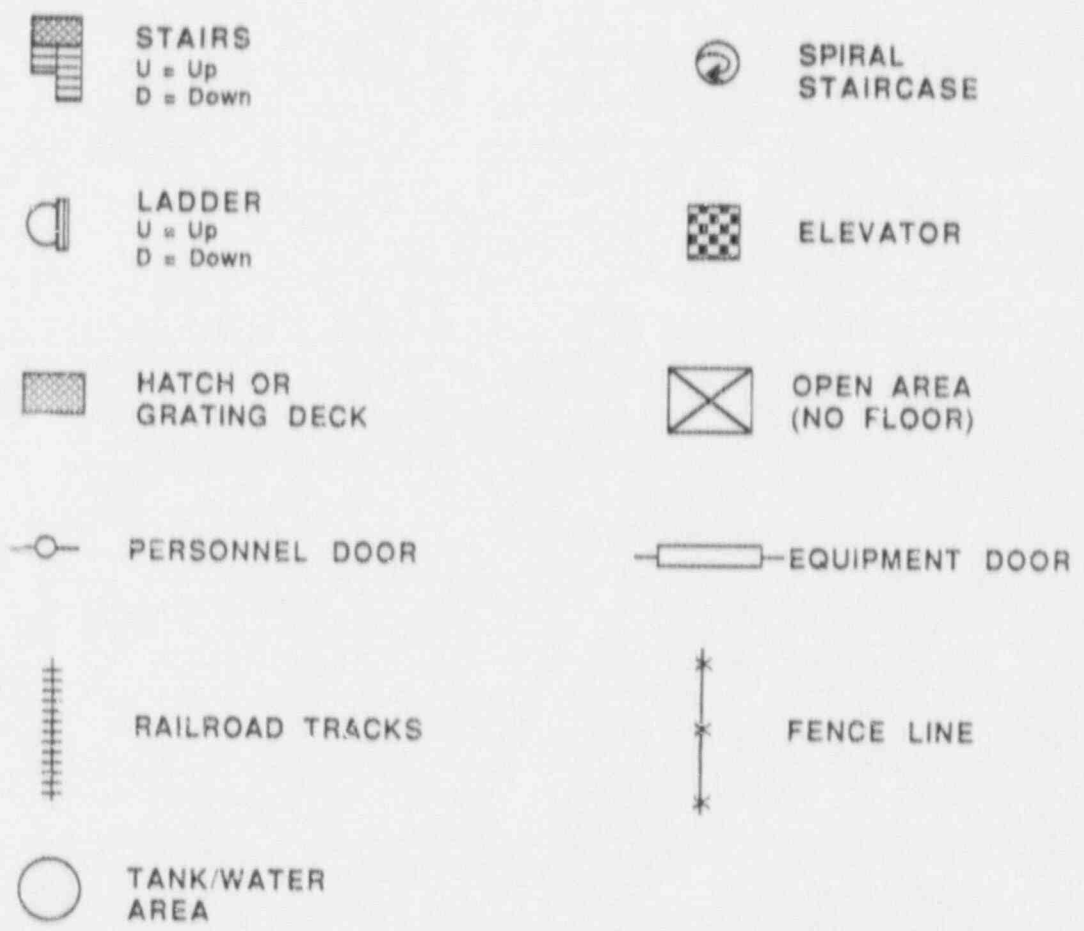 STAIRS
U = Up
D = Down
SPIRAL
STAIRCASE
LADDER
U = Up
D = Down
ELEVATOR
HATCH OR
GRATING DECK
OPEN AREA
(NO FLOOR)
PERSONNEL DOOR
EQUIPMENT DOOR
RAILROAD TRACKS
FENCE LINE
TANK/WATER
AREA